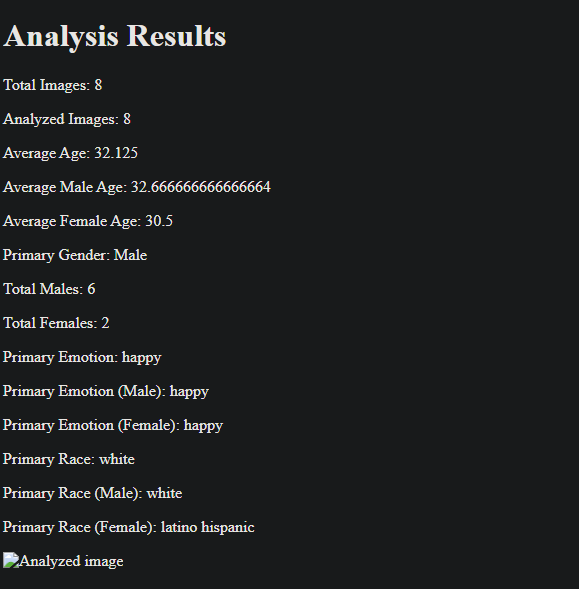 Analysis Results
Total Images: 8
Analyzed Images: 8
Average Age: 32.125
Average Male Age: 32.666666666666664
Average Female Age: 30.5
Primary Gender: Male
Total Males: 6
Total Females: 2
Primary Emotion: happy
Primary Emotion (Male): happy
Primary Emotion (Female): happy
Primary Race: white
Primary Race (Male): white
Primary Race (Female): latino hispanic
Analyzed image